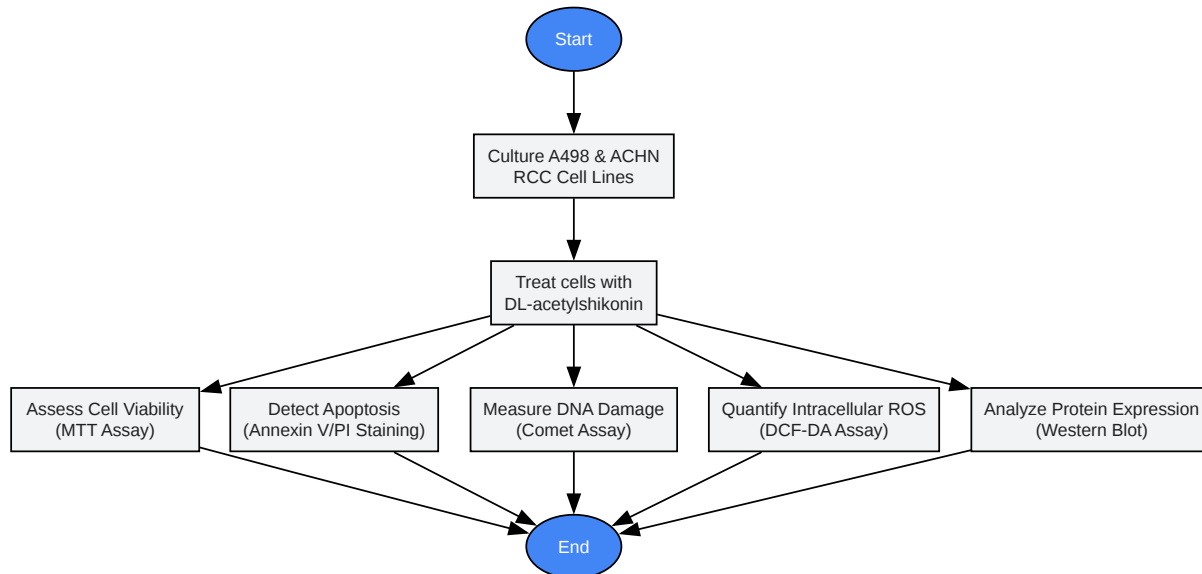 Start
Culture A498 & ACHN
RCC Cell Lines
Treat cells with
DL-acetylshikonin
Assess Cell Viability
(MTT Assay)
Detect Apoptosis
(Annexin V/PI Staining)
Measure DNA Damage
(Comet Assay)
Quantify Intracellular ROS
(DCF-DA Assay)
Analyze Protein Expression
(Western Blot)
End